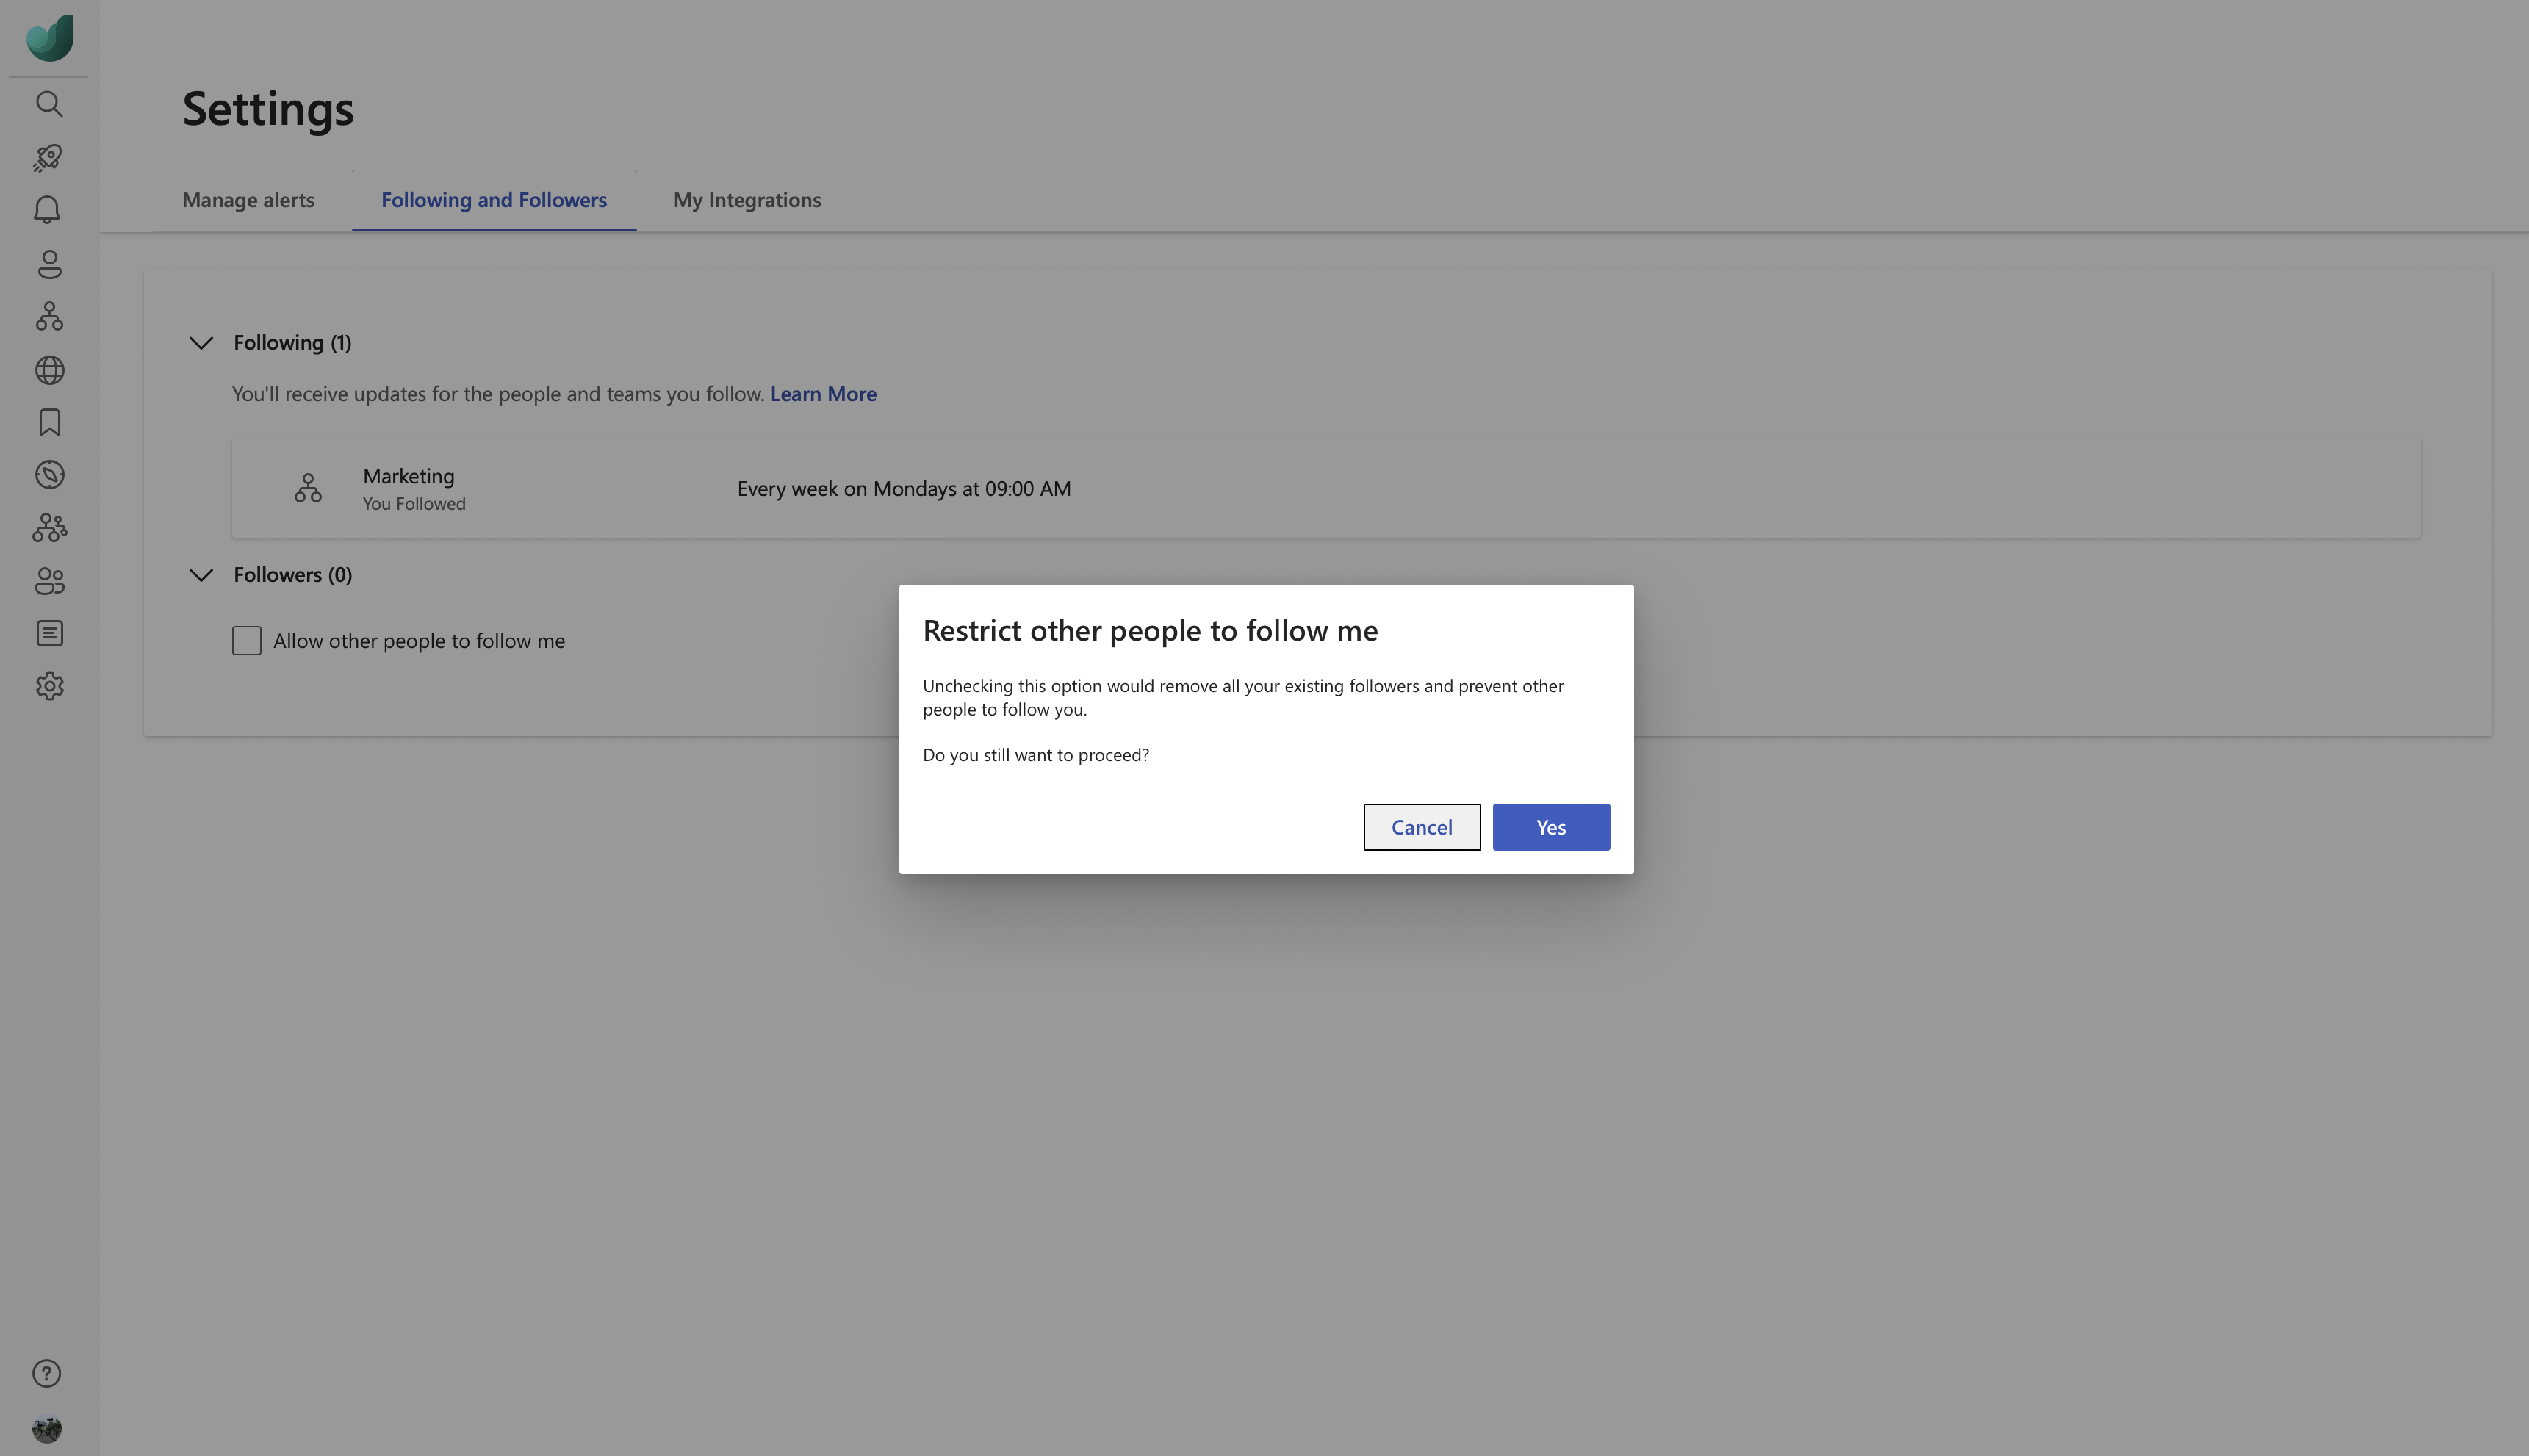 Settings
Manage alerts
Following and Followers
My Integrations
Following (1)
You'll receive updates for the people and teams you follow. Learn More
Marketing
You Followed
Every week on Mondays at 09:00 AM
Followers (0)
Allow other people to follow me
Restrict other people to follow me
Unchecking this option would remove all your existing followers and prevent other
people to follow you.
Do you still want to proceed?
Cancel
Yes